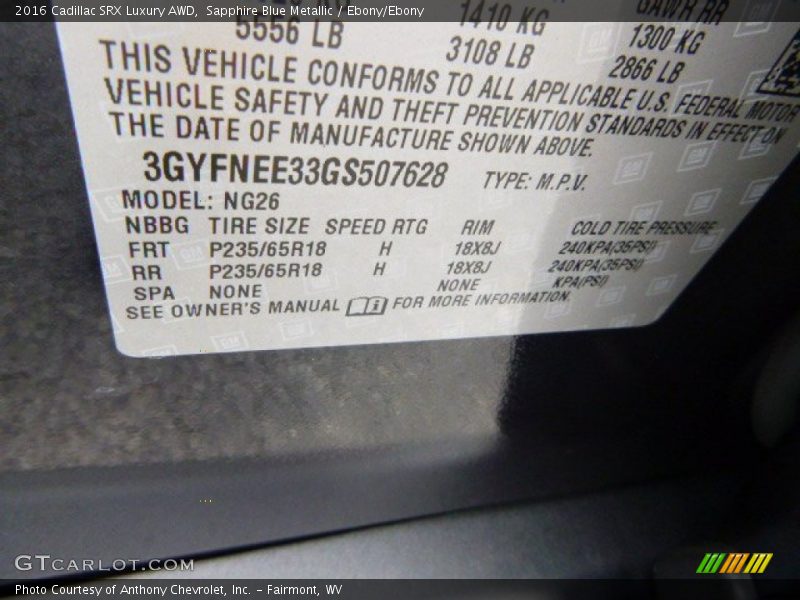 2016 Cadillac SRX Luxury AWD, Sapphire Blue Metallic / Ebony/Ebony
1410 KG GAWR RR
5556 LB 3108 LB 1300 KG
2866 LB
THIS VEHICLE CONFORMS TO ALL APPLICABLE U.S. FEDERAL MOTOR
VEHICLE SAFETY AND THEFT PREVENTION STANDARDS IN EFFECT ON
THE DATE OF MANUFACTURE SHOWN ABOVE.
3GYFNEE33GS507628 TYPE: M.P.V.
MODEL: NG26
NBBG TIRE SIZE SPEED RTG RIM COLD TIRE PRESSURE
FRT P235/65R18 H 18X8J 240KPA(35PSI)
RR P235/65R18 H 18X8J 240KPA(35PSI)
SPA NONE NONE KPA(PSI)
SEE OWNER'S MANUAL FOR MORE INFORMATION.
GTCARLOT.COM
Photo Courtesy of Anthony Chevrolet, Inc. – Fairmont, WV